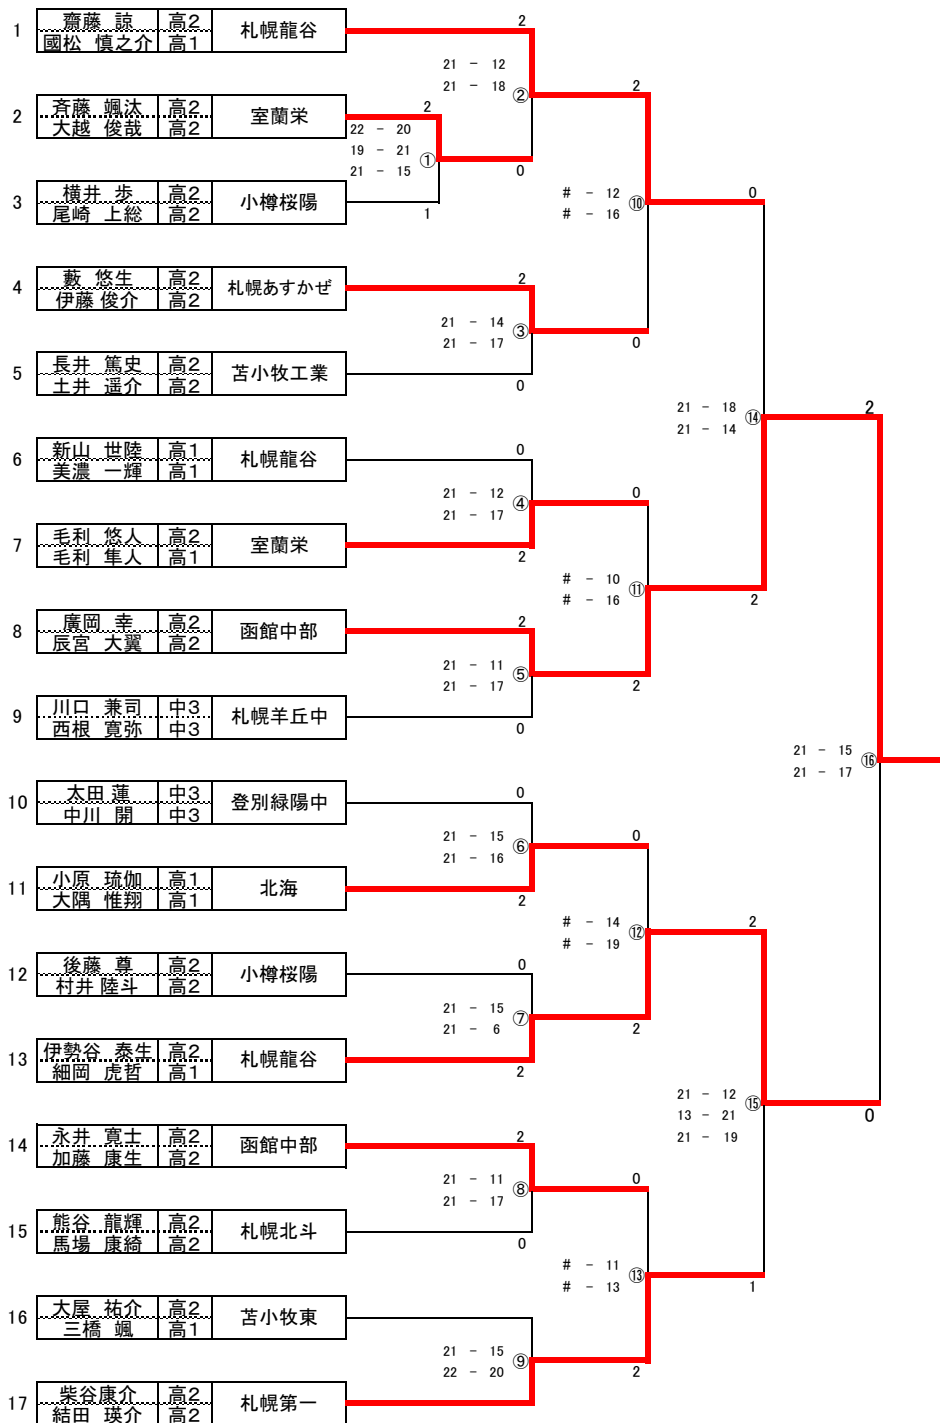 1 齋藤 諒 高2 札幌龍谷
國松 慎之介 高1
2
21 - 12
21 - 18 ② 2
2 斉藤 颯汰 高2 室蘭栄
大越 俊哉 高2
2
22 - 20
19 - 21 ①
21 - 15
0
3 横井 歩 高2 小樽桜陽
尾崎 上総 高2
1
# - 12 ⑩ 0
# - 16
4 藪 悠生 高2 札幌あすかぜ
伊藤 俊介 高2
2
21 - 14 ③
21 - 17 0
5 長井 篤史 高2 苫小牧工業
土井 遥介 高2
0
21 - 18 ⑭ 2
21 - 14
6 新山 世陸 高1 札幌龍谷
美濃 一輝 高1
0
21 - 12 ④ 0
21 - 17
7 毛利 悠人 高2 室蘭栄
毛利 隼人 高1
2
# - 10 ⑪
# - 16 2
8 廣岡 幸 高2 函館中部
辰宮 大翼 高2
2
21 - 11 ⑤
21 - 17 2
9 川口 兼司 中3 札幌羊丘中
西根 寛弥 中3
0
21 - 15 ⑯
21 - 17
10 太田 蓮 中3 登別緑陽中
中川 開 中3
0
21 - 15 ⑥ 0
21 - 16
11 小原 琉伽 高1 北海
大隅 惟翔 高1
2
# - 14 ⑫ 2
# - 19
12 後藤 尊 高2 小樽桜陽
村井 陸斗 高2
0
21 - 15 ⑦
21 - 6 2
13 伊勢谷 泰生 高2 札幌龍谷
細岡 虎哲 高1
2
21 - 12 ⑮
13 - 21 0
21 - 19
14 永井 寛士 高2 函館中部
加藤 康生 高2
2
21 - 11 ⑧ 0
21 - 17
15 熊谷 龍輝 高2 札幌北斗
馬場 康綺 高2
0
# - 11 ⑬
# - 13 1
16 大屋 祐介 高2 苫小牧東
三橋 颯 高1
21 - 15 ⑨
22 - 20 2
17 柴谷康介 高2 札幌第一
結田 瑛介 高2